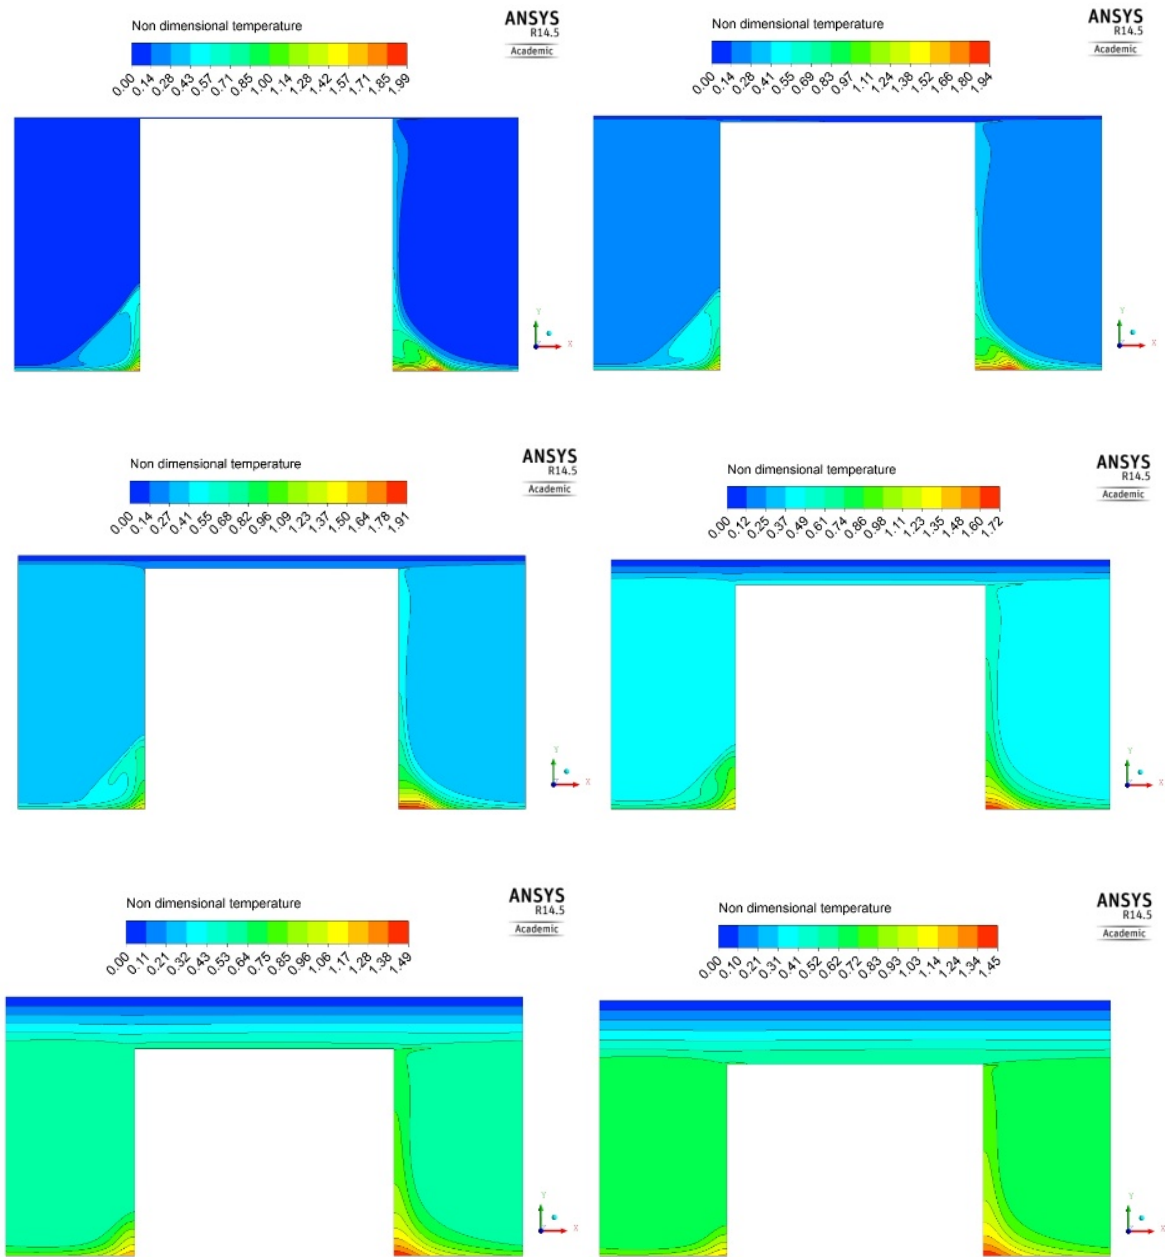 Non dimensional temperature
ANSYS
R14.5
Academic
0.00 0.14 0.28 0.43 0.57 0.71 0.85 1.00 1.14 1.28 1.42 1.57 1.71 1.85 1.99
Y
X
Non dimensional temperature
ANSYS
R14.5
Academic
0.00 0.14 0.28 0.41 0.55 0.69 0.83 0.97 1.11 1.24 1.38 1.52 1.66 1.80 1.94
Y
X
Non dimensional temperature
ANSYS
R14.5
Academic
0.00 0.14 0.27 0.41 0.55 0.68 0.82 0.96 1.09 1.23 1.37 1.50 1.64 1.78 1.91
Y
X
Non dimensional temperature
ANSYS
R14.5
Academic
0.00 0.12 0.25 0.37 0.49 0.61 0.74 0.86 0.98 1.11 1.23 1.35 1.48 1.60 1.72
Y
X
Non dimensional temperature
ANSYS
R14.5
Academic
0.00 0.11 0.21 0.32 0.43 0.53 0.64 0.75 0.85 0.96 1.06 1.17 1.28 1.38 1.49
Y
X
Non dimensional temperature
ANSYS
R14.5
Academic
0.00 0.10 0.21 0.31 0.41 0.52 0.62 0.72 0.83 0.93 1.03 1.14 1.24 1.34 1.45
Y
X